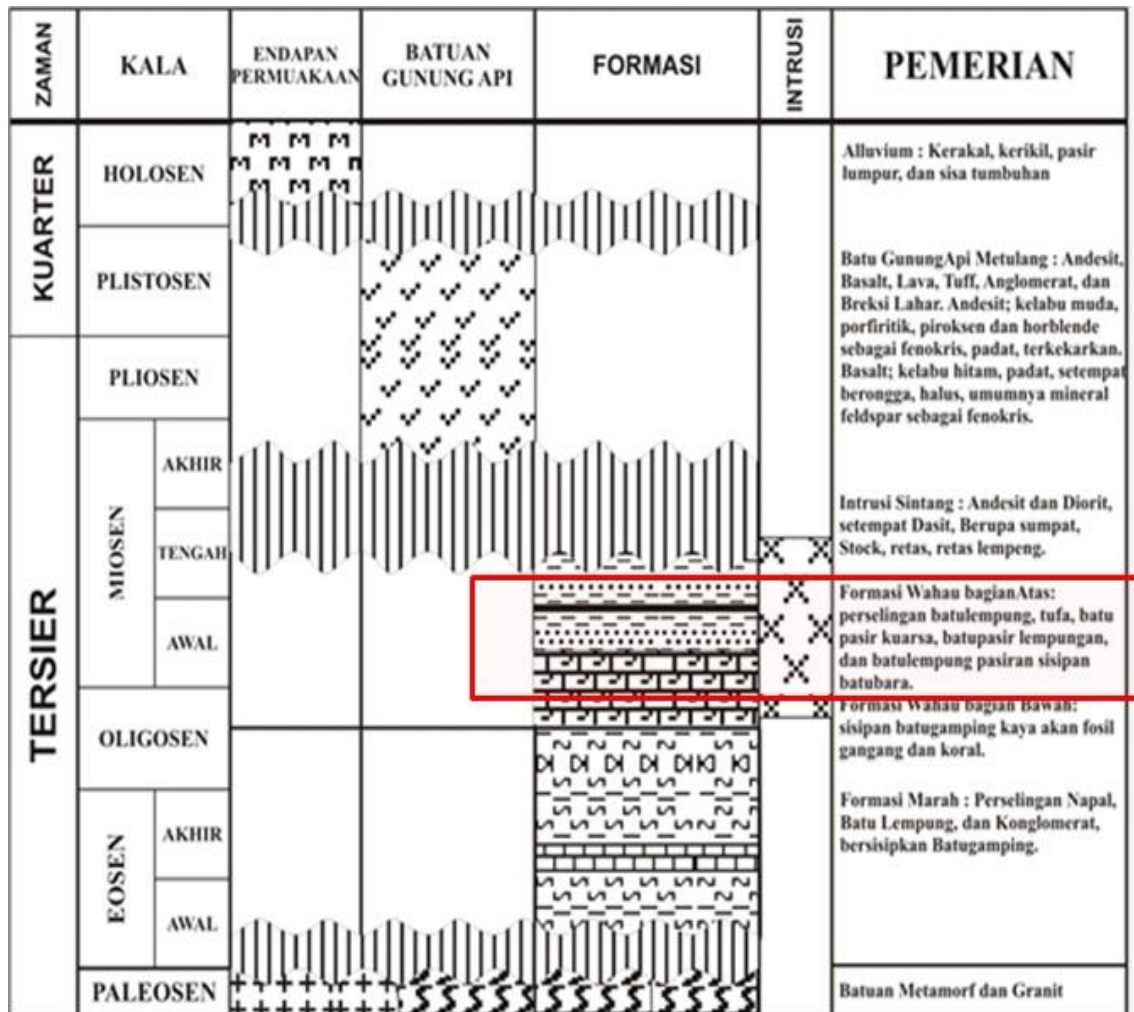 ZAMAN
KALA
ENDAPAN
PERMUAKAAN
BATUAN
GUNUNG API
FORMASI
INTRUSI
PEMERIAN
KUARTER
HOLOSEN
PLISTOSEN
TERSIER
PLIOSEN
MIOSEN
AKHIR
TENGAH
AWAL
OLIGOSEN
EOSEN
AKHIR
AWAL
PALEOSEN
Alluvium : Kerakal, kerikil, pasir
lumpur, dan sisa tumbuhan
Batu GunungApi Metulang : Andesit,
Basalt, Lava, Tuff, Anglomerat, dan
Breksi Lahar. Andesit; kelabu muda,
porfiritik, piroksen dan horblende
sebagai fenokris, padat, terkekarkan.
Basalt; kelabu hitam, padat, setempat
berongga, halus, umumnya mineral
feldspar sebagai fenokris.
Intrusi Sintang : Andesit dan Diorit,
setempat Dasit, Berupa sumpat,
Stock, retas, retas lempeng.
Formasi Wahau bagianAtas:
perselingan batulempung, tufa, batu
pasir kuarsa, batupasir lempungan,
dan batulempung pasiran sisipan
batubara.
Formasi Wahau bagian Bawah:
sisipan batugamping kaya akan fosil
gangang dan koral.
Formasi Marah : Perselingan Napal,
Batu Lempung, dan Konglomerat,
bersisipkan Batugamping.
Batuan Metamorf dan Granit